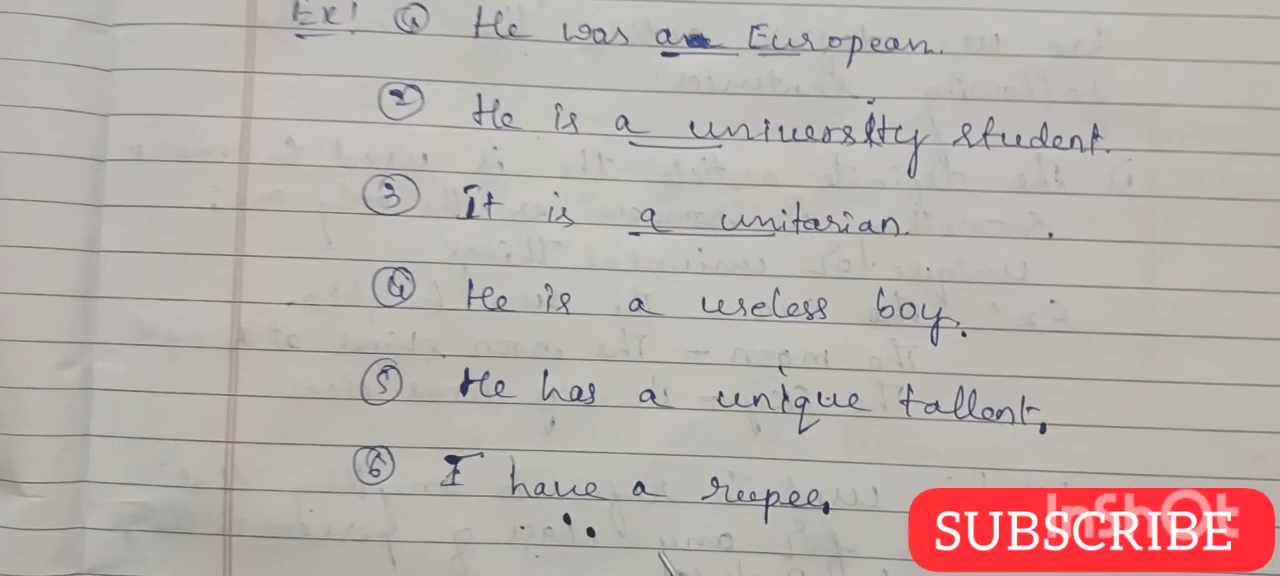 Ex! ① He was a European.
② He is a university student.
③ It is a unitarian.
④ He is a useless boy.
⑤ He has a unique tallent.
⑥ I have a reepee.
InShOt
SUBSCRIBE